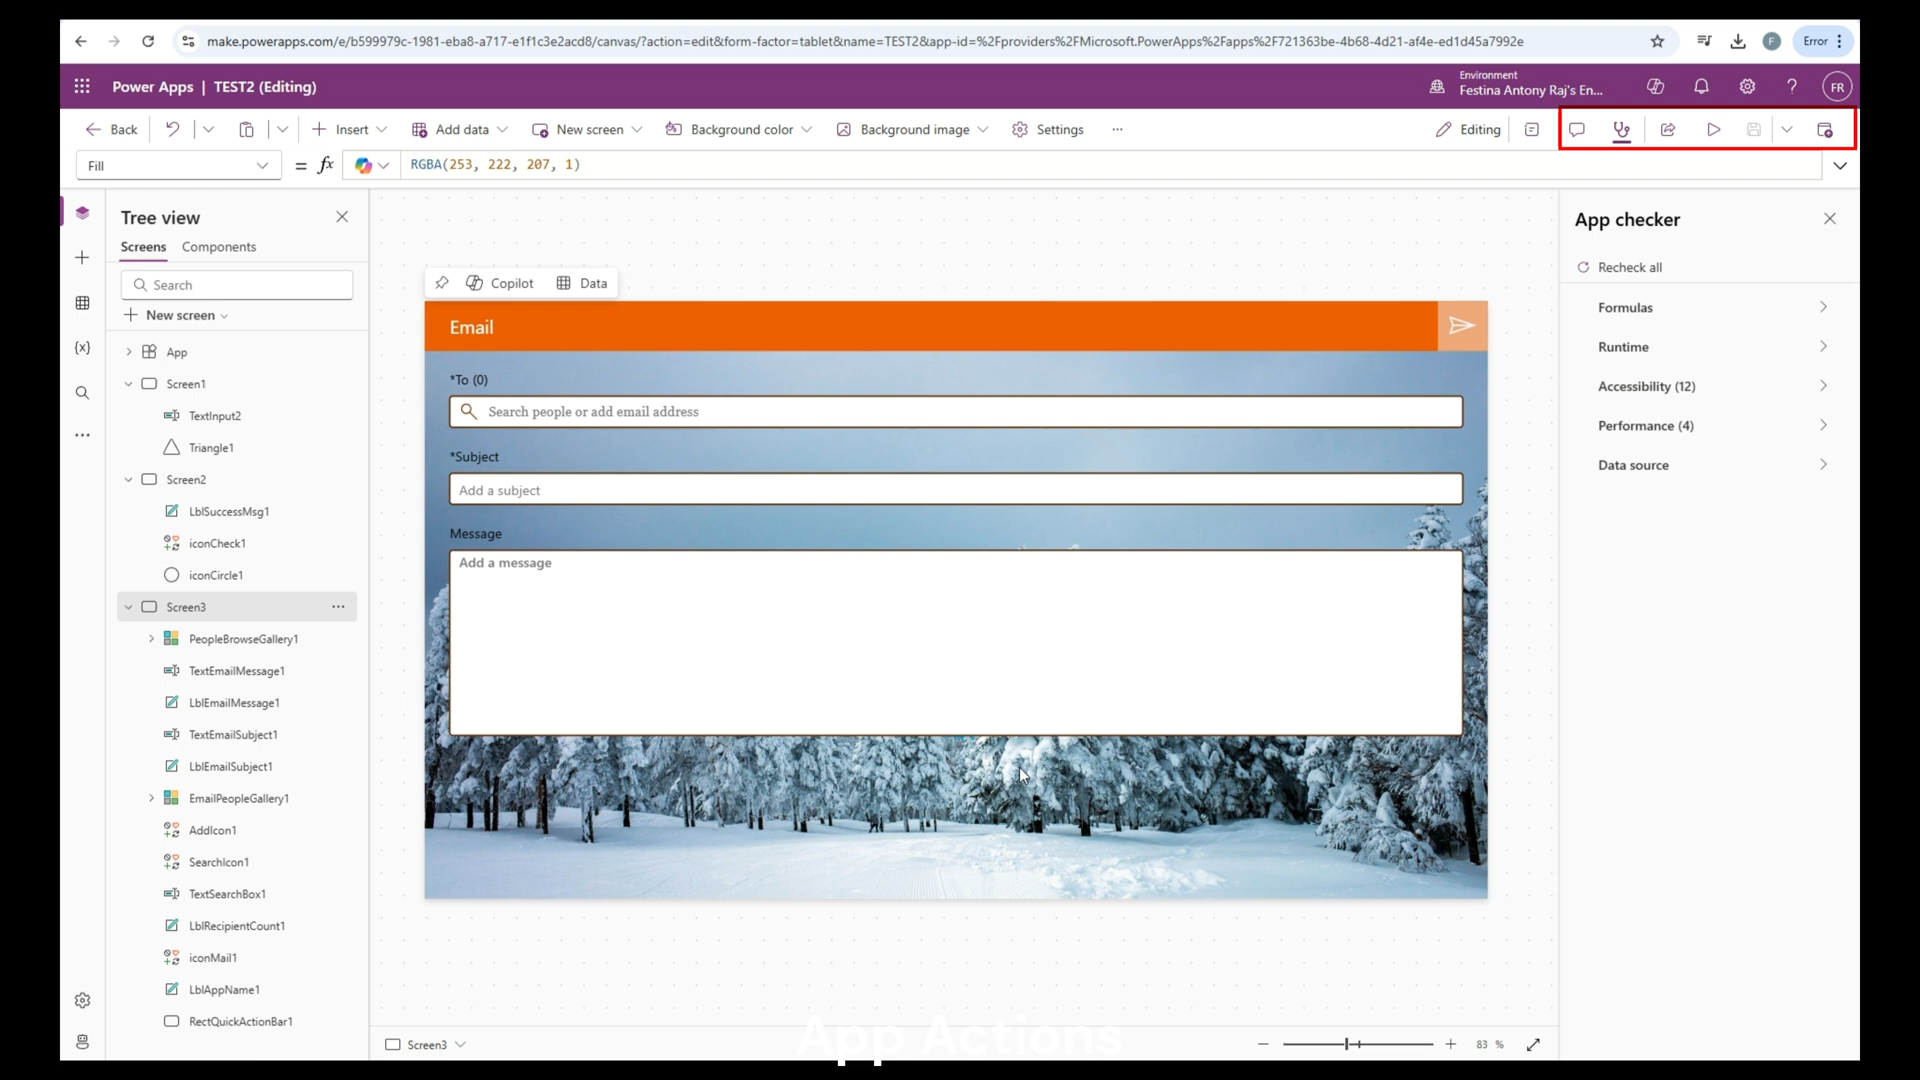 make.powerapps.com/e/b599979c-1981-eba8-a717-e1f1c3e2acd8/canvas/?action=edit&form-factor=tablet&name=TEST2&app-id=%2Fproviders%2FMicrosoft.PowerApps%2Fapps%2F721363be-4b68-4d21-af4e-ed1d45a7992e
F
Error
Power Apps | TEST2 (Editing)
Environment
Festina Antony Raj's En...
FR
Back
Insert
Add data
New screen
Background color
Background image
Settings
Editing
Fill
= fx
RGBA(253, 222, 207, 1)
Tree view
Screens
Components
Search
New screen
App
Screen1
TextInput2
Triangle1
Screen2
LblSuccessMsg1
iconCheck1
iconCircle1
Screen3
PeopleBrowseGallery1
TextEmailMessage1
LblEmailMessage1
TextEmailSubject1
LblEmailSubject1
EmailPeopleGallery1
AddIcon1
SearchIcon1
TextSearchBox1
LblRecipientCount1
iconMail1
LblAppName1
RectQuickActionBar1
Copilot
Data
Email
*To (0)
Search people or add email address
*Subject
Add a subject
Message
Add a message
App checker
Recheck all
Formulas
Runtime
Accessibility (12)
Performance (4)
Data source
Screen3
App Actions
83 %